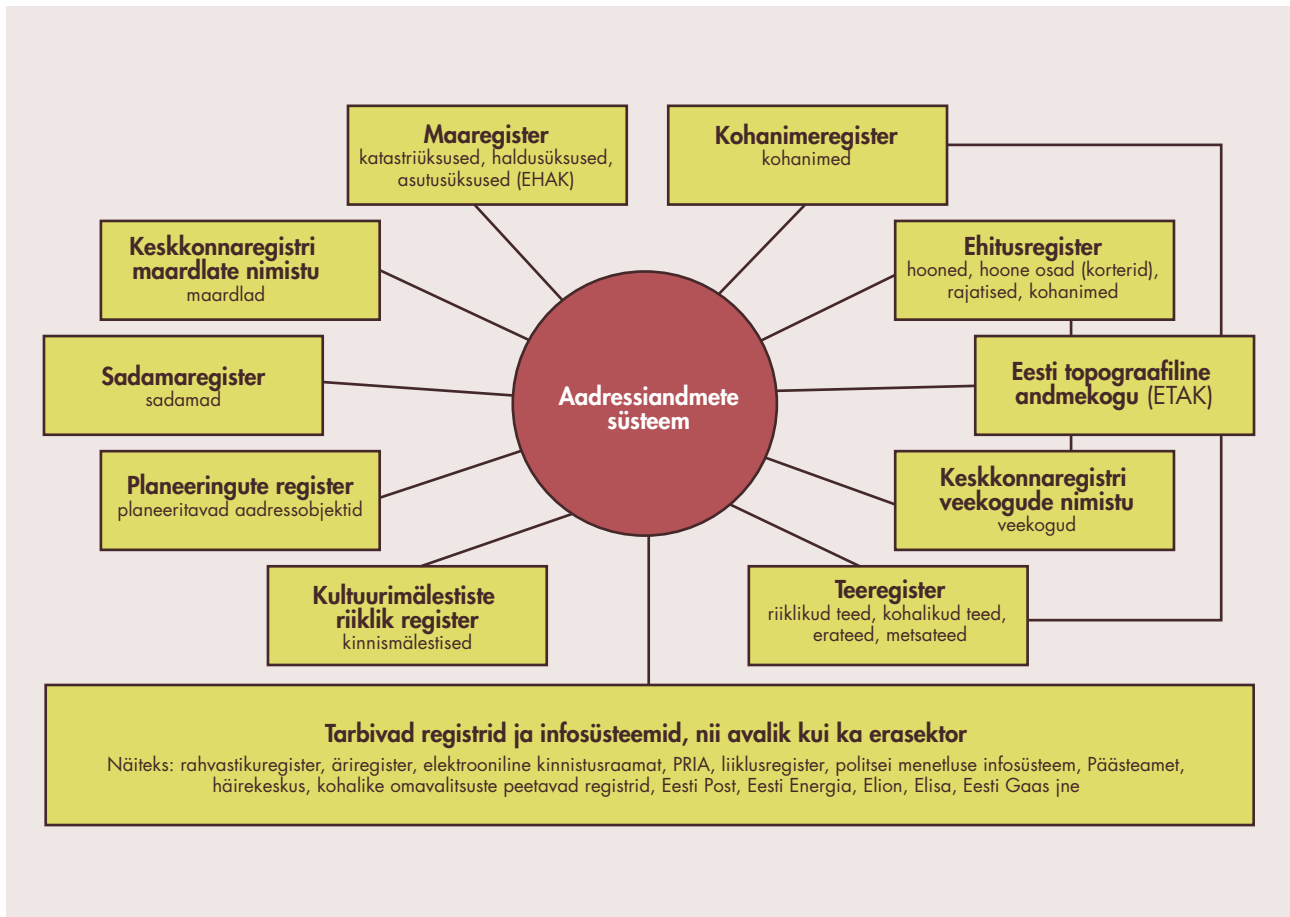 Maaregister
katastriüksused, haldusüksused,
asutusüksused (EHAK)
Kohanimeregister
kohanimed
Keskkonnaregistri
maardlate nimistu
maardlad
Ehitusregister
hooned, hoone osad (korterid),
rajatised, kohanimed
Sadamaregister
sadamad
Aadressiandmete
süsteem
Eesti topograafiline
andmekogu (ETAK)
Planeeringute register
planeeritavad aadressobjektid
Keskkonnaregistri
veekogude nimistu
veekogud
Kultuurimälestiste
riiklik register
kinnismälestised
Teeregister
riiklikud teed, kohalikud teed,
erateed, metsateed
Tarbivad registrid ja infosüsteemid, nii avalik kui ka erasektor
Näiteks: rahvastikuregister, äriregister, elektrooniline kinnistusraamat, PRIA, liiklusregister, politsei menetluse infosüsteem, Päästeamet,
häirekeskus, kohalike omavalitsuste peetavad registrid, Eesti Post, Eesti Energia, Elion, Elisa, Eesti Gaas jne